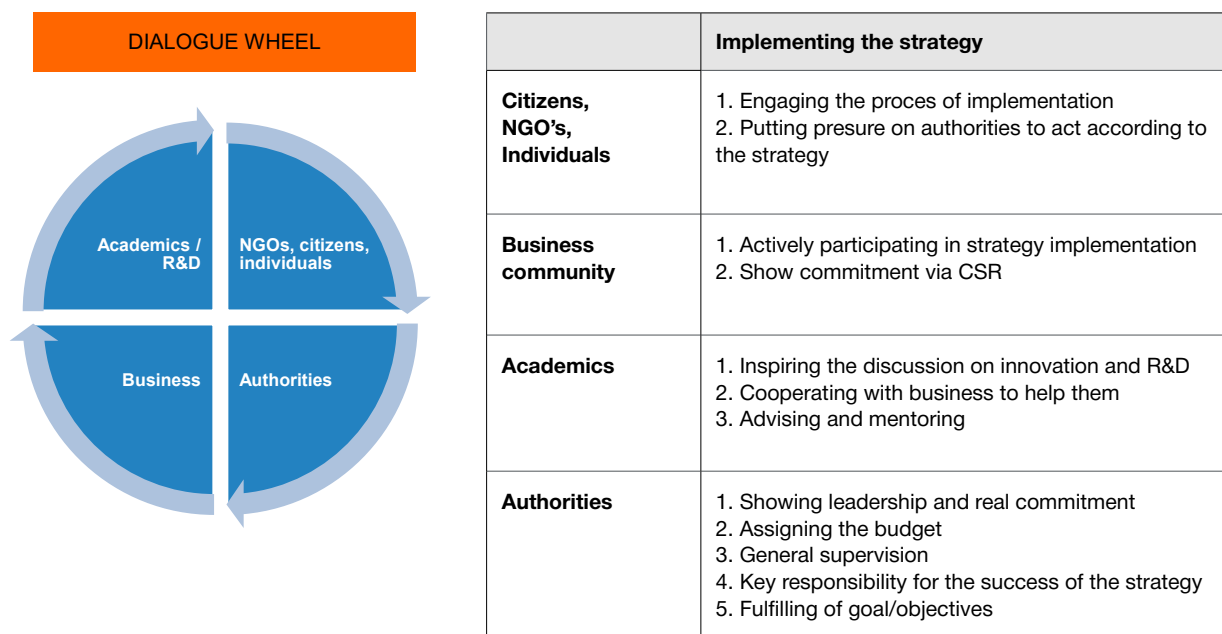 DIALOGUE WHEEL
Academics /
R&D
NGOs, citizens,
individuals
Business
Authorities
Implementing the strategy
Citizens,
NGO's,
Individuals
1. Engaging the proces of implementation
2. Putting presure on authorities to act according to
the strategy
Business
community
1. Actively participating in strategy implementation
2. Show commitment via CSR
Academics
1. Inspiring the discussion on innovation and R&D
2. Cooperating with business to help them
3. Advising and mentoring
Authorities
1. Showing leadership and real commitment
2. Assigning the budget
3. General supervision
4. Key responsibility for the success of the strategy
5. Fulfilling of goal/objectives